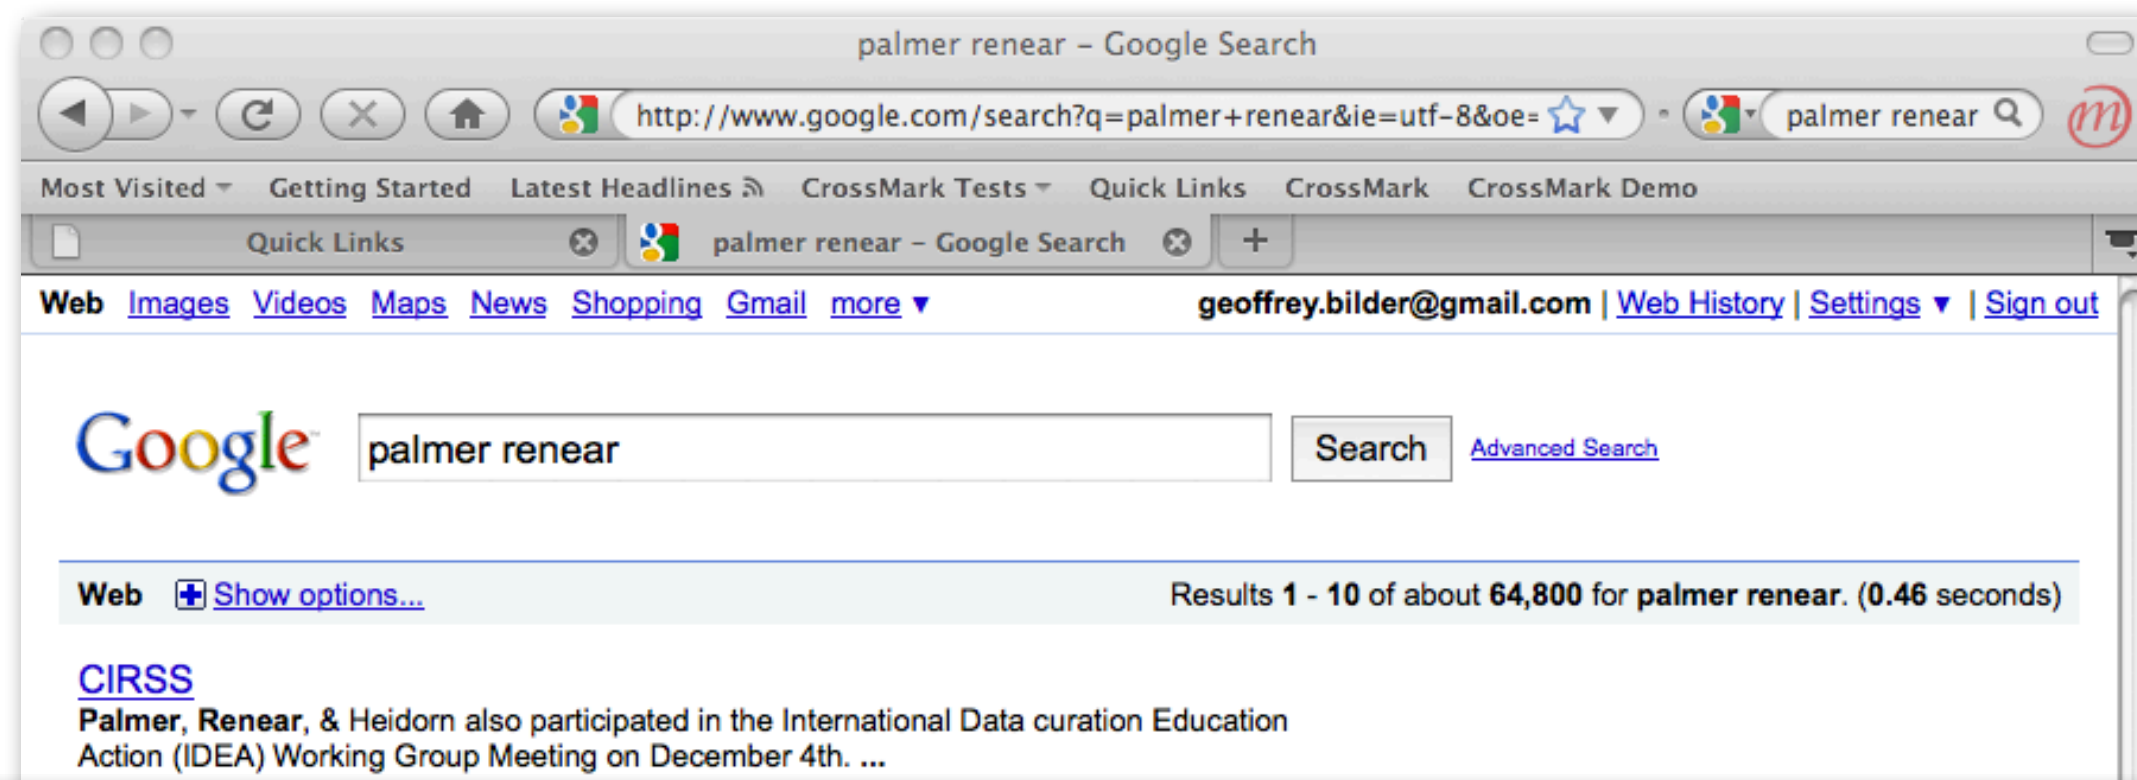 palmer renear – Google Search
http://www.google.com/search?q=palmer+renear&ie=utf-8&oe= palmer renear m
Most Visited Getting Started Latest Headlines CrossMark Tests Quick Links CrossMark CrossMark Demo
Quick Links palmer renear – Google Search +
Web Images Videos Maps News Shopping Gmail more ▼ geoffrey.bilder@gmail.com | Web History | Settings ▼ | Sign out
Google™ palmer renear Search Advanced Search
Web + Show options... Results 1 - 10 of about 64,800 for palmer renear. (0.46 seconds)
CIRSS
Palmer, Renear, & Heidorn also participated in the International Data curation Education
Action (IDEA) Working Group Meeting on December 4th. ...